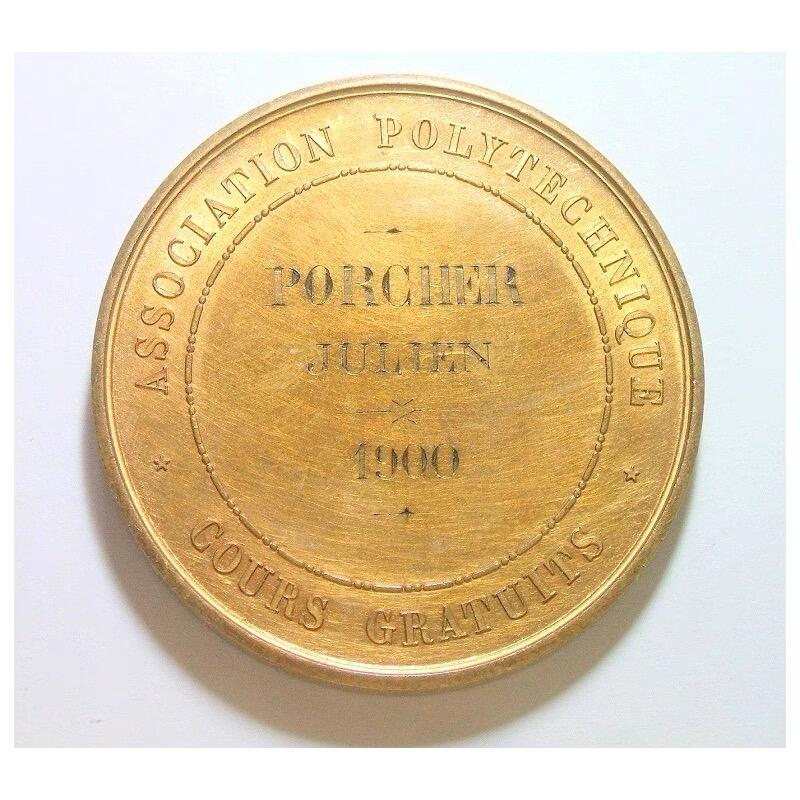 ASSOCIATION POLYTECHNIQUE
PORCHER
JULIEN
1900
COURS GRATUITS